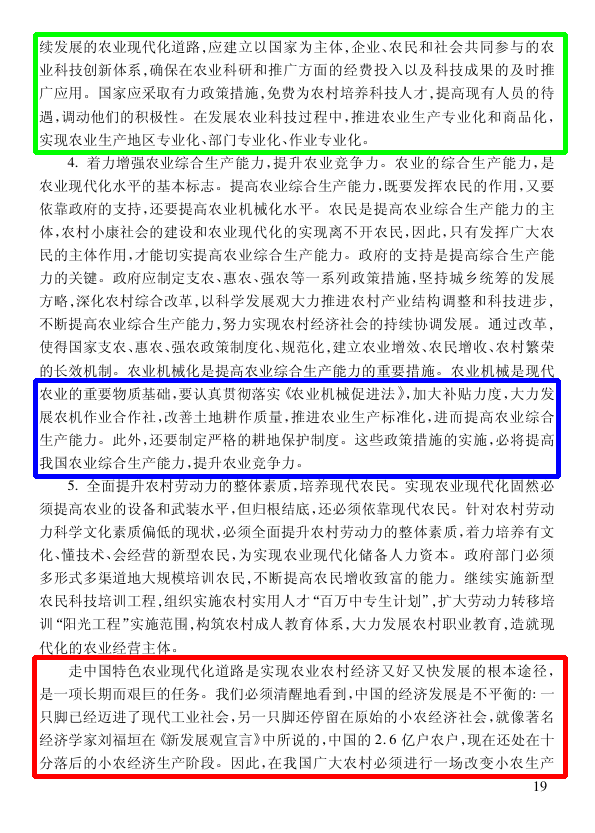 续发展的农业现代化道路,应建立以国家为主体,企业、农民和社会共同参与的农
业科技创新体系,确保在农业科研和推广方面的经费投入以及科技成果的及时推
广应用。国家应采取有力政策措施,免费为农村培养科技人才,提高现有人员的待
遇,调动他们的积极性。在发展农业科技过程中,推进农业生产专业化和商品化,
实现农业生产地区专业化、部门专业化、作业专业化。
4. 着力增强农业综合生产能力,提升农业竞争力。农业的综合生产能力,是
农业现代化水平的基本标志。提高农业综合生产能力,既要发挥农民的作用,又要
依靠政府的支持,还要提高农业机械化水平。农民是提高农业综合生产能力的主
体,农村小康社会的建设和农业现代化的实现离不开农民,因此,只有发挥广大农
民的主体作用,才能切实提高农业综合生产能力。政府的支持是提高综合生产能
力的关键。政府应制定支农、惠农、强农等一系列政策措施,坚持城乡统筹的发展
方略,深化农村综合改革,以科学发展观大力推进农村产业结构调整和科技进步,
不断提高农业综合生产能力,努力实现农村经济社会的持续协调发展。通过改革,
使得国家支农、惠农、强农政策制度化、规范化,建立农业增效、农民增收、农村繁荣
的长效机制。农业机械化是提高农业综合生产能力的重要措施。农业机械是现代
农业的重要物质基础,要认真贯彻落实《农业机械促进法》,加大补贴力度,大力发
展农机作业合作社,改善土地耕作质量,推进农业生产标准化,进而提高农业综合
生产能力。此外,还要制定严格的耕地保护制度。这些政策措施的实施,必将提高
我国农业综合生产能力,提升农业竞争力。
5. 全面提升农村劳动力的整体素质,培养现代农民。实现农业现代化固然必
须提高农业的设备和武装水平,但归根结底,还必须依靠现代农民。针对农村劳动
力科学文化素质偏低的现状,必须全面提升农村劳动力的整体素质,着力培养有文
化、懂技术、会经营的新型农民,为实现农业现代化储备人力资本。政府部门必须
多形式多渠道地大规模培训农民,不断提高农民增收致富的能力。继续实施新型
农民科技培训工程,组织实施农村实用人才“百万中专生计划”,扩大劳动力转移培
训“阳光工程”实施范围,构筑农村成人教育体系,大力发展农村职业教育,造就现
代化的农业经营主体。
走中国特色农业现代化道路是实现农业农村经济又好又快发展的根本途径,
是一项长期而艰巨的任务。我们必须清醒地看到,中国的经济发展是不平衡的:一
只脚已经迈进了现代工业社会,另一只脚还停留在原始的小农经济社会,就像著名
经济学家刘福垣在《新发展观宣言》中所说的,中国的2.6亿户农户,现在还处在十
分落后的小农经济生产阶段。因此,在我国广大农村必须进行一场改变小农生产
19